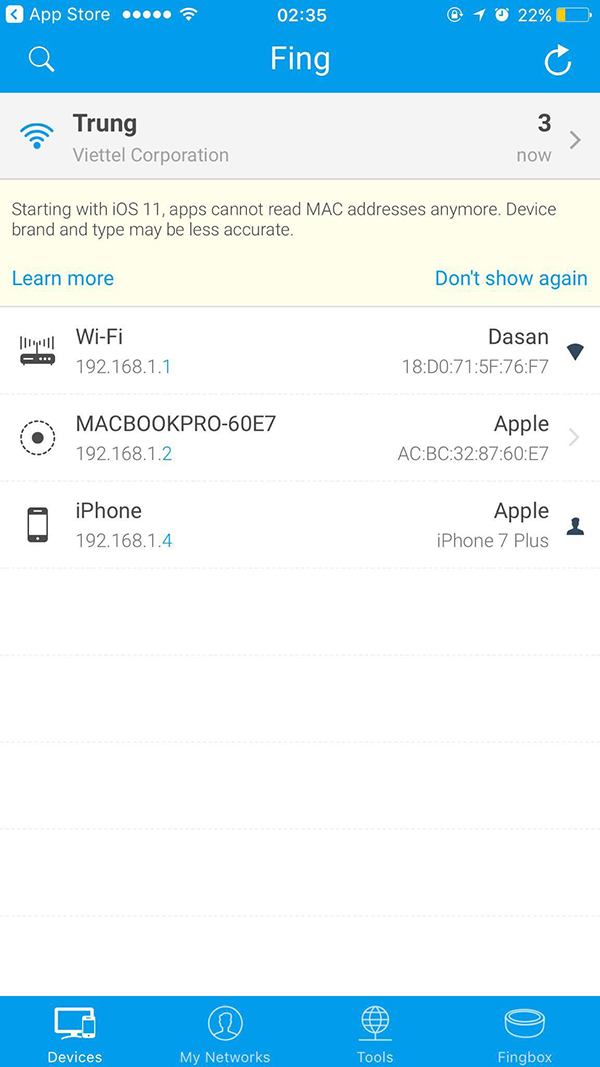 App Store 02:35 22%
Fing
Trung 3
Viettel Corporation now
Starting with iOS 11, apps cannot read MAC addresses anymore. Device
brand and type may be less accurate.
Learn more Don't show again
Wi-Fi Dasan
192.168.1.1 18:D0:71:5F:76:F7
MACBOOKPRO-60E7 Apple
192.168.1.2 AC:BC:32:87:60:E7
iPhone Apple
192.168.1.4 iPhone 7 Plus
Devices My Networks Tools Fingbox